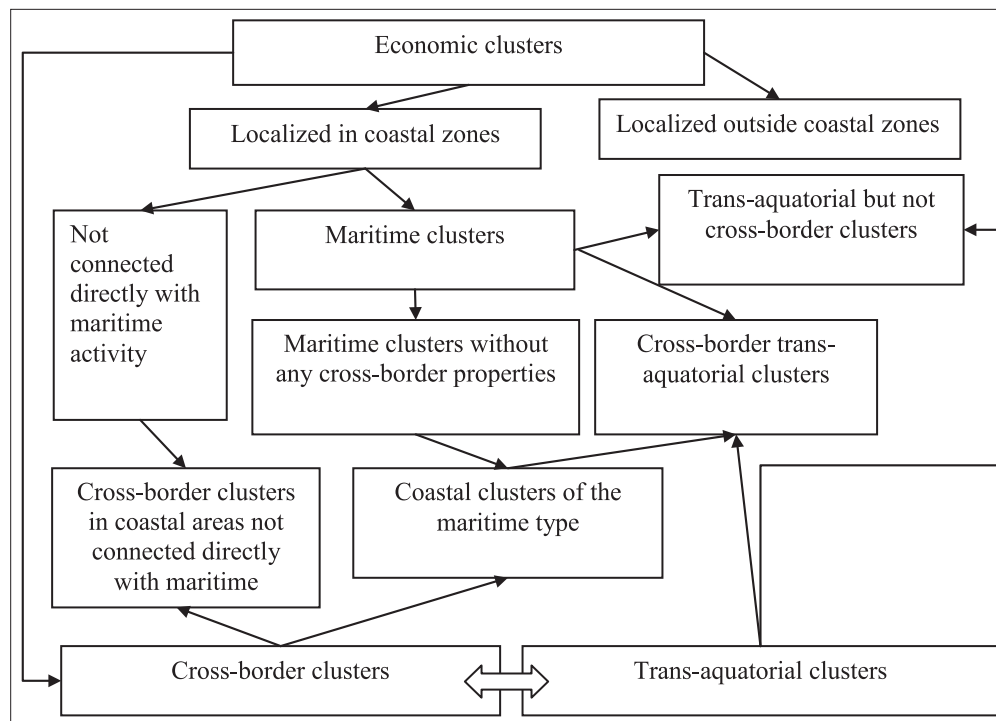 Economic clusters
Localized in coastal zones
Localized outside coastal zones
Trans-aquatorial but not
cross-border clusters
Not
connected
directly with
maritime
activity
Maritime clusters
Maritime clusters without
any cross-border properties
Cross-border trans-
aquatorial clusters
Cross-border clusters
in coastal areas not
connected directly
with maritime
Coastal clusters of the
maritime type
Cross-border clusters
Trans-aquatorial clusters